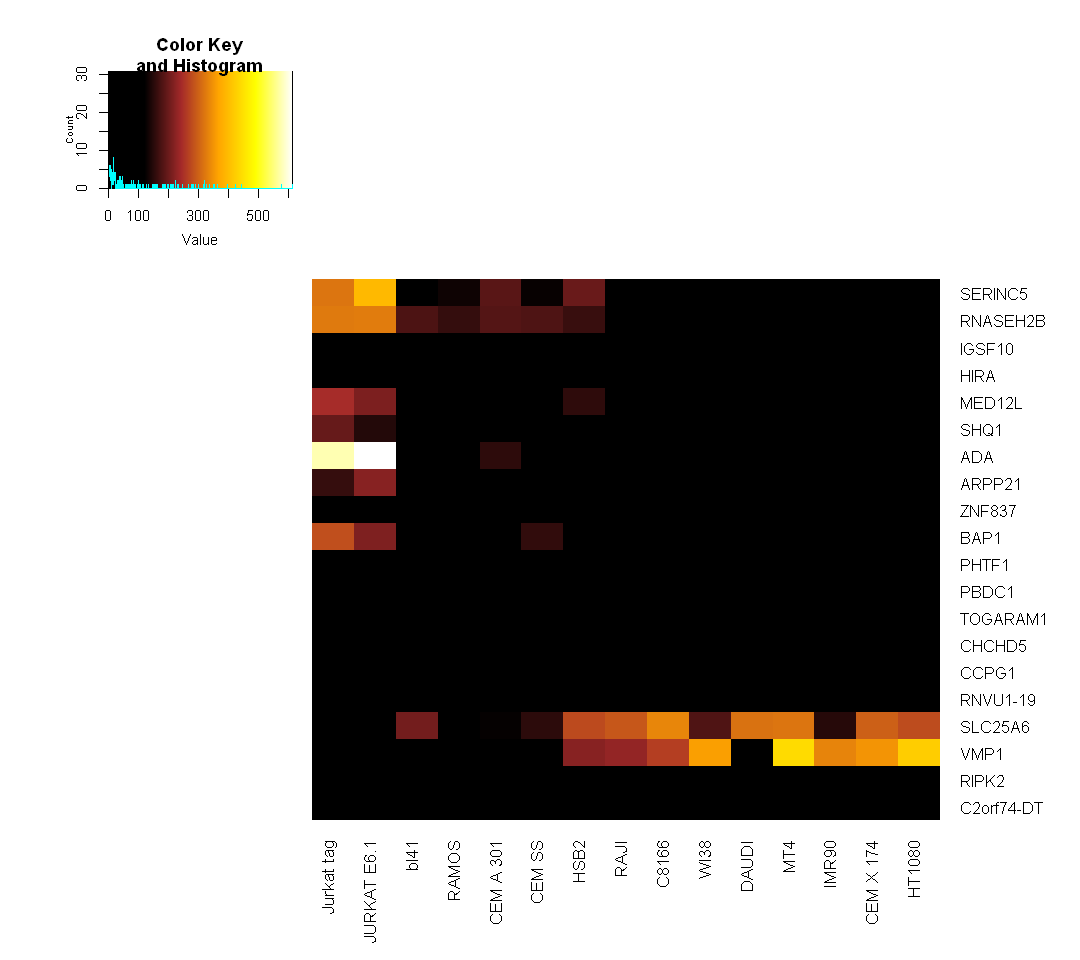 Color Key
and Histogram
Count
0 10 20 30
0 100 300 500
Value
SERINC5
RNASEH2B
IGSF10
HIRA
MED12L
SHQ1
ADA
ARPP21
ZNF837
BAP1
PHTF1
PBDC1
TOGARAM1
CHCHD5
CCPG1
RNVU1-19
SLC25A6
VMP1
RIPK2
C2orf74-DT
Jurkat tag
JURKAT E6.1
bl41
RAMOS
CEM A 301
CEM SS
HSB2
RAJI
C8166
WI38
DAUDI
MT4
IMR90
CEM X 174
HT1080